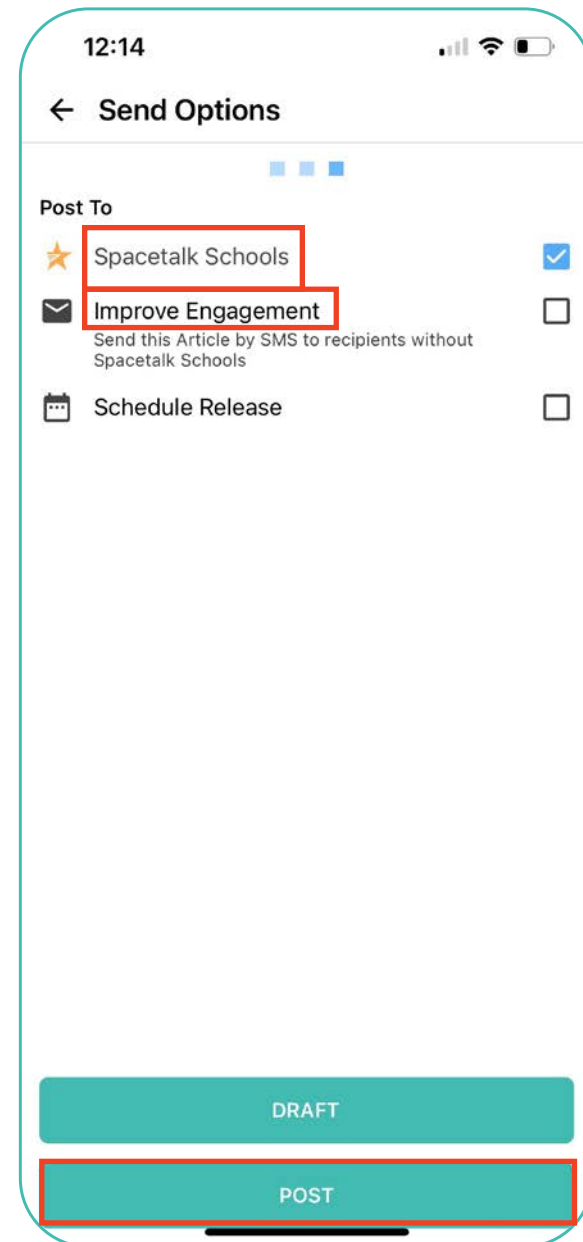 12:14
Send Options
Post To
Spacetalk Schools
Improve Engagement
Send this Article by SMS to recipients without
Spacetalk Schools
Schedule Release
DRAFT
POST